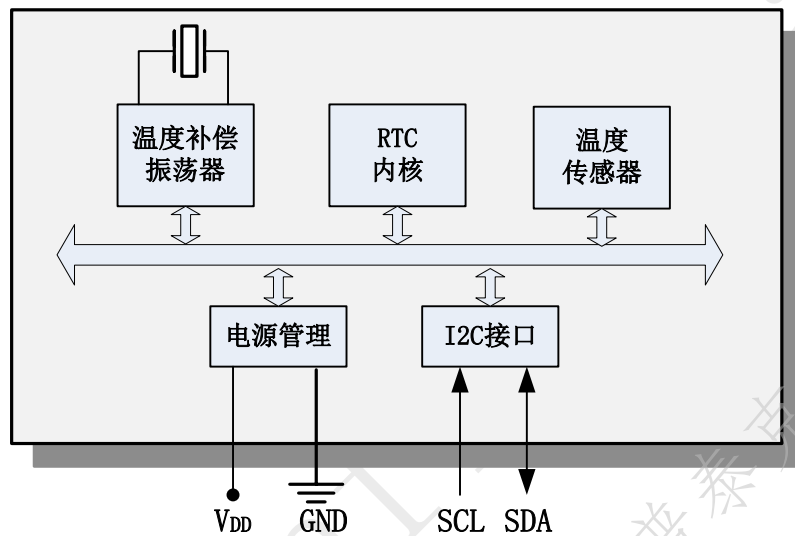 温度补偿
振荡器
RTC
内核
温度
传感器
电源管理
I2C接口
VDD
GND
SCL
SDA